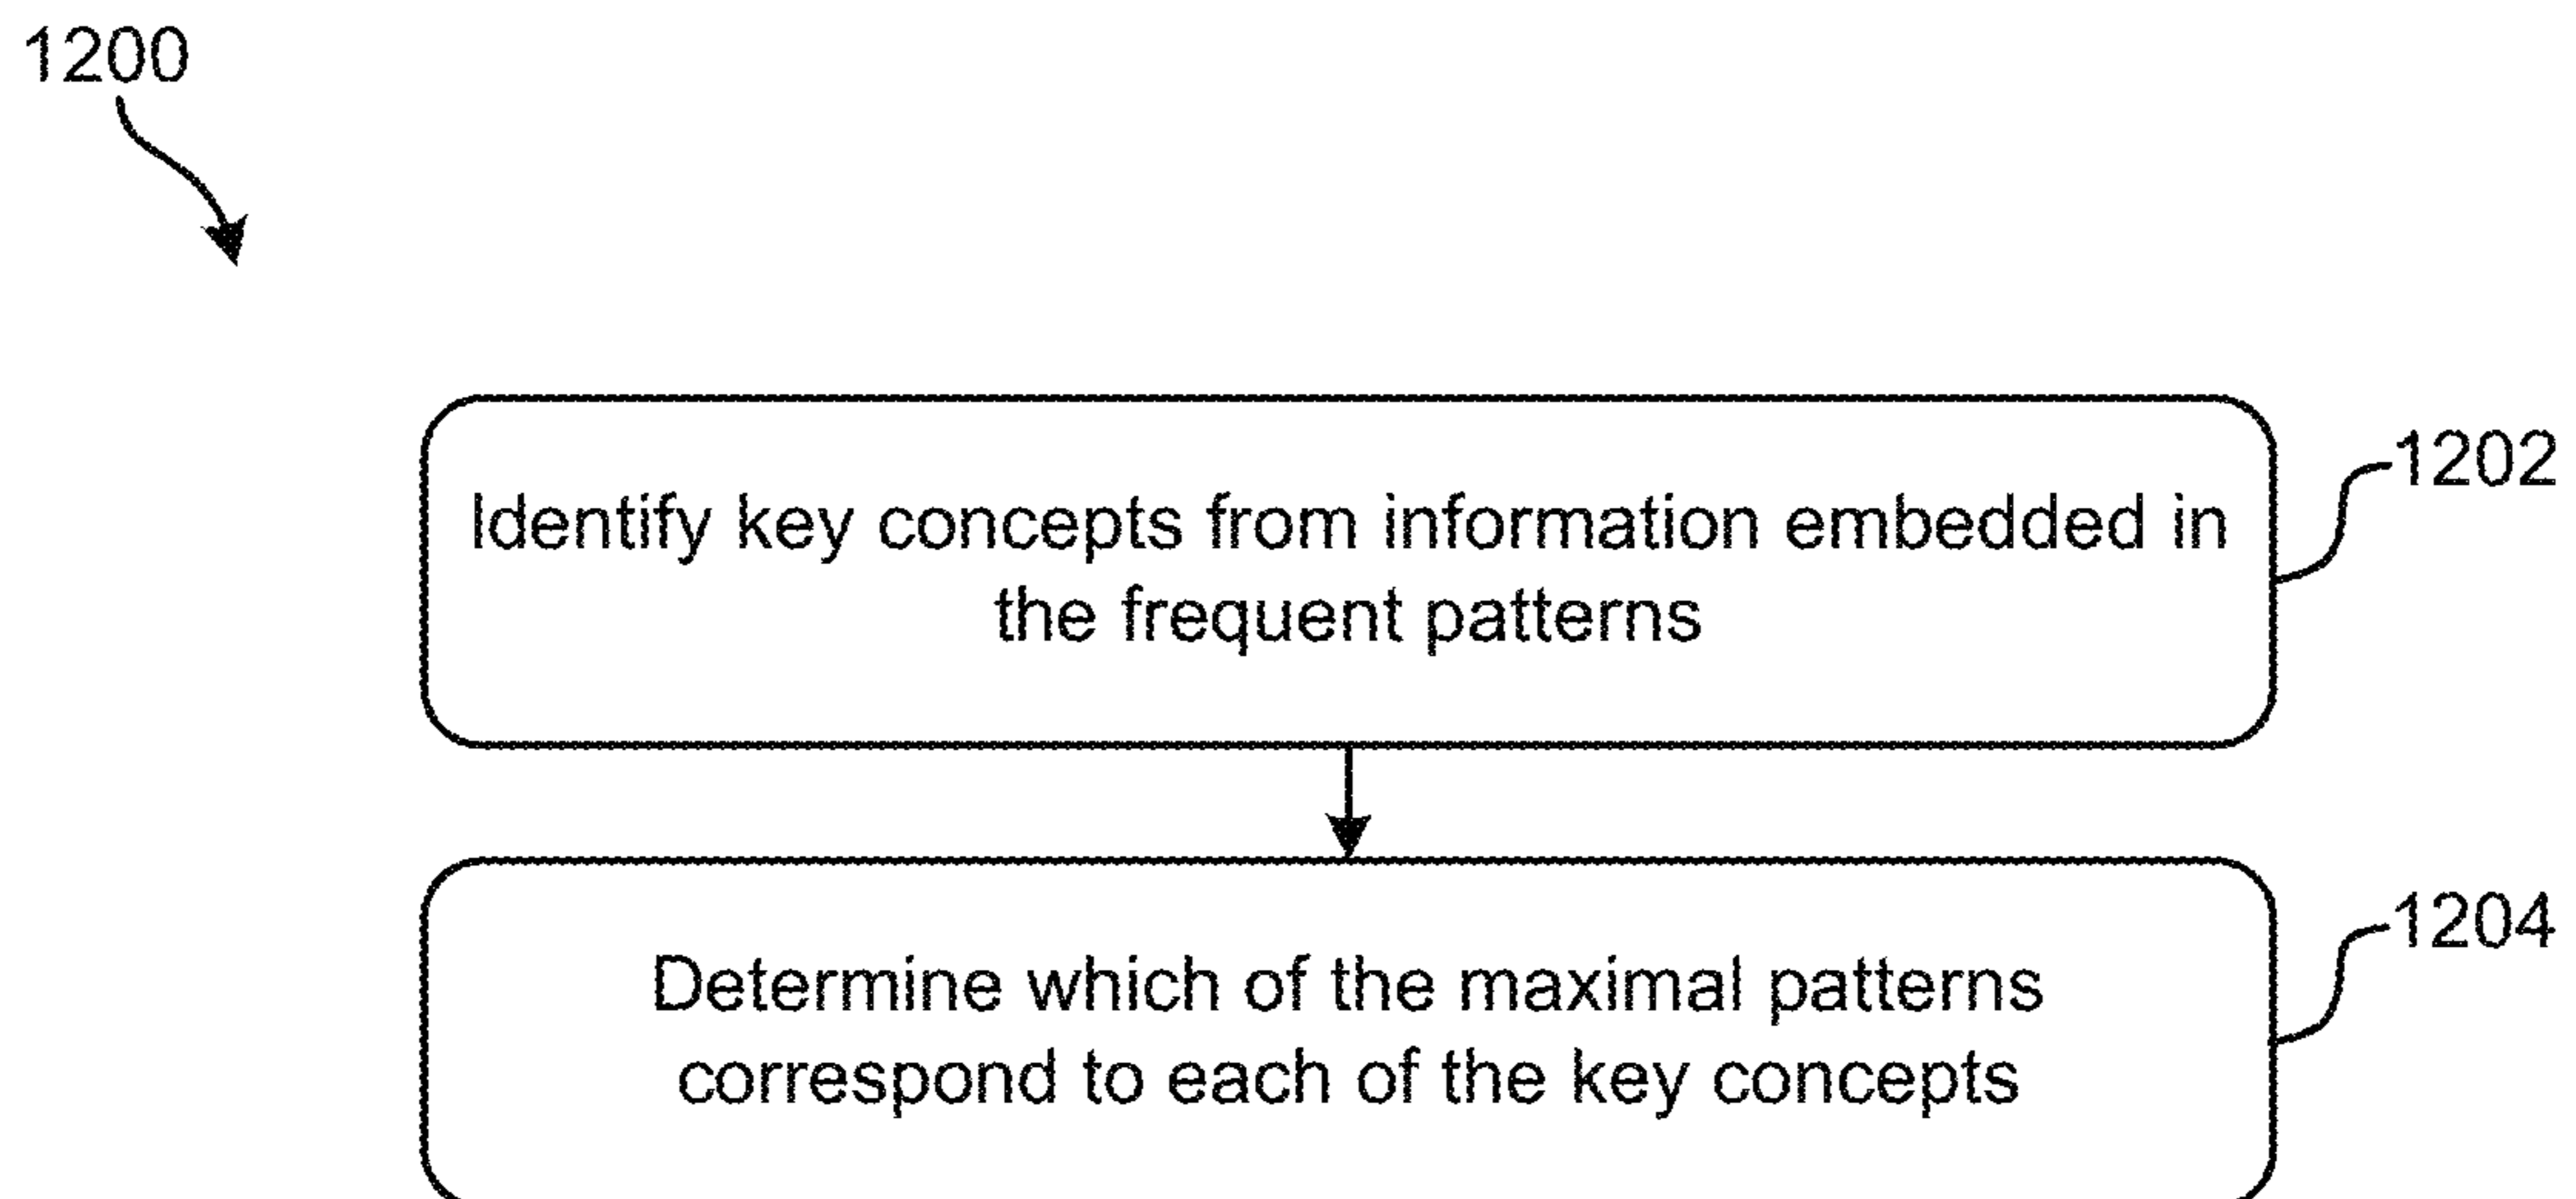 1200
Identify key concepts from information embedded in
the frequent patterns
1202
Determine which of the maximal patterns
correspond to each of the key concepts
1204